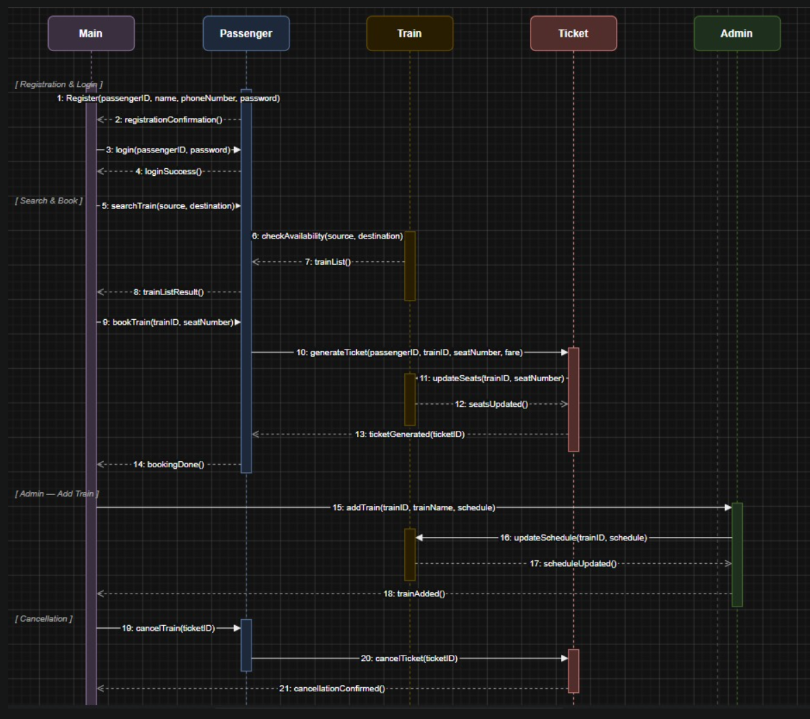 Main
Passenger
Train
Ticket
Admin
[ Registration & Login ]
1: Register(passengerID, name, phoneNumber, password)
2: registrationConfirmation()
3: login(passengerID, password)
4: loginSuccess()
[ Search & Book ]
5: searchTrain(source, destination)
6: checkAvailability(source, destination)
7: trainList()
8: trainListResult()
9: bookTrain(trainID, seatNumber)
10: generateTicket(passengerID, trainID, seatNumber, fare)
11: updateSeats(trainID, seatNumber)
12: seatsUpdated()
13: ticketGenerated(ticketID)
14: bookingDone()
[ Admin — Add Train ]
15: addTrain(trainID, trainName, schedule)
16: updateSchedule(trainID, schedule)
17: scheduleUpdated()
18: trainAdded()
[ Cancellation ]
19: cancelTrain(ticketID)
20: cancelTicket(ticketID)
21: cancellationConfirmed()